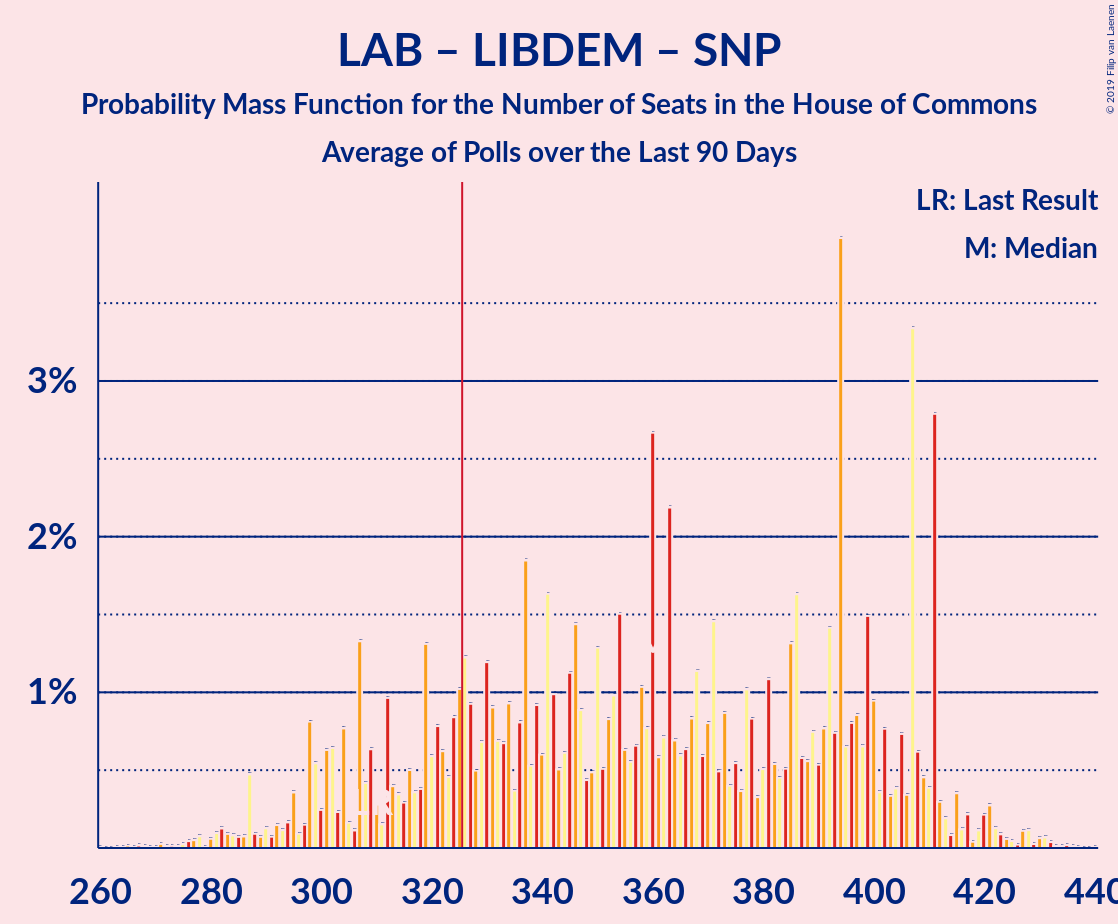 LAB – LIBDEM – SNP
Probability Mass Function for the Number of Seats in the House of Commons
Average of Polls over the Last 90 Days
© 2019 Filip van Laenen
LR: Last Result
M: Median
3%
2%
1%
LR
260 280 300 320 340 360 380 400 420 440